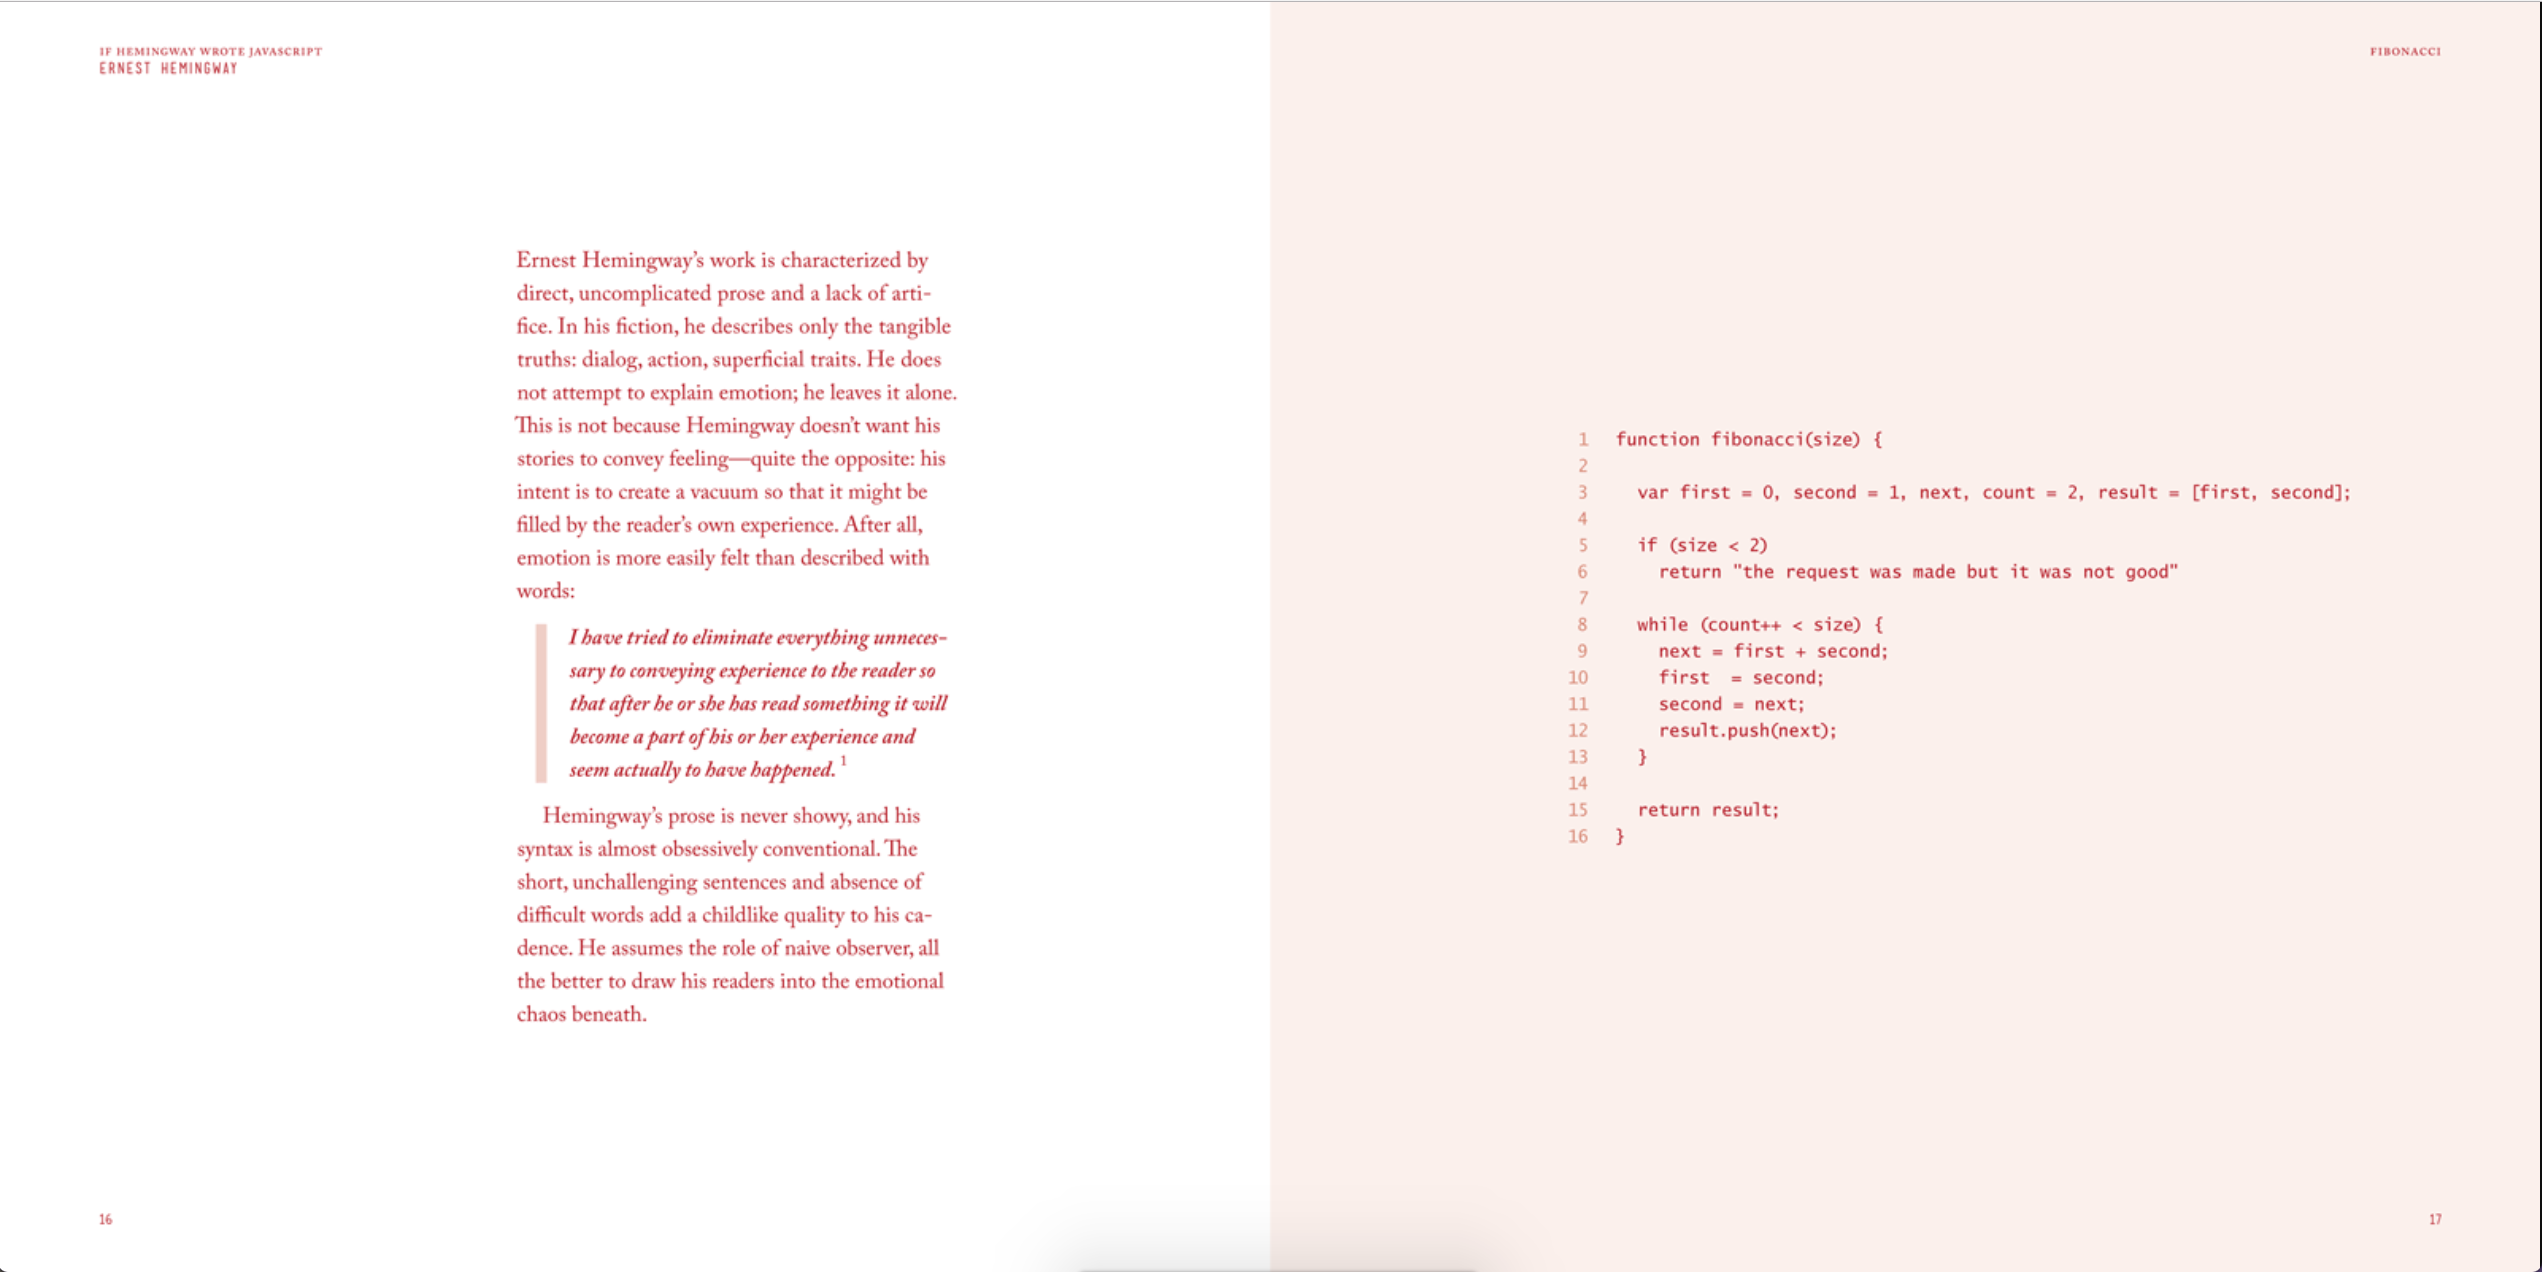 IF HEMINGWAY WROTE JAVASCRIPT
ERNEST HEMINGWAY
Ernest Hemingway’s work is characterized by
direct, uncomplicated prose and a lack of arti-
fice. In his fiction, he describes only the tangible
truths: dialog, action, superficial traits. He does
not attempt to explain emotion; he leaves it alone.
This is not because Hemingway doesn’t want his
stories to convey feeling—quite the opposite: his
intent is to create a vacuum so that it might be
filled by the reader’s own experience. After all,
emotion is more easily felt than described with
words:
I have tried to eliminate everything unneces-
sary to conveying experience to the reader so
that after he or she has read something it will
become a part of his or her experience and
seem actually to have happened. 1
Hemingway’s prose is never showy, and his
syntax is almost obsessively conventional. The
short, unchallenging sentences and absence of
difficult words add a childlike quality to his ca-
dence. He assumes the role of naive observer, all
the better to draw his readers into the emotional
chaos beneath.
16
FIBONACCI
1 function fibonacci(size) {
2
3   var first = 0, second = 1, next, count = 2, result = [first, second];
4
5   if (size < 2)
6     return "the request was made but it was not good"
7
8   while (count++ < size) {
9     next = first + second;
10     first  = second;
11     second = next;
12     result.push(next);
13   }
14
15   return result;
16 }
17